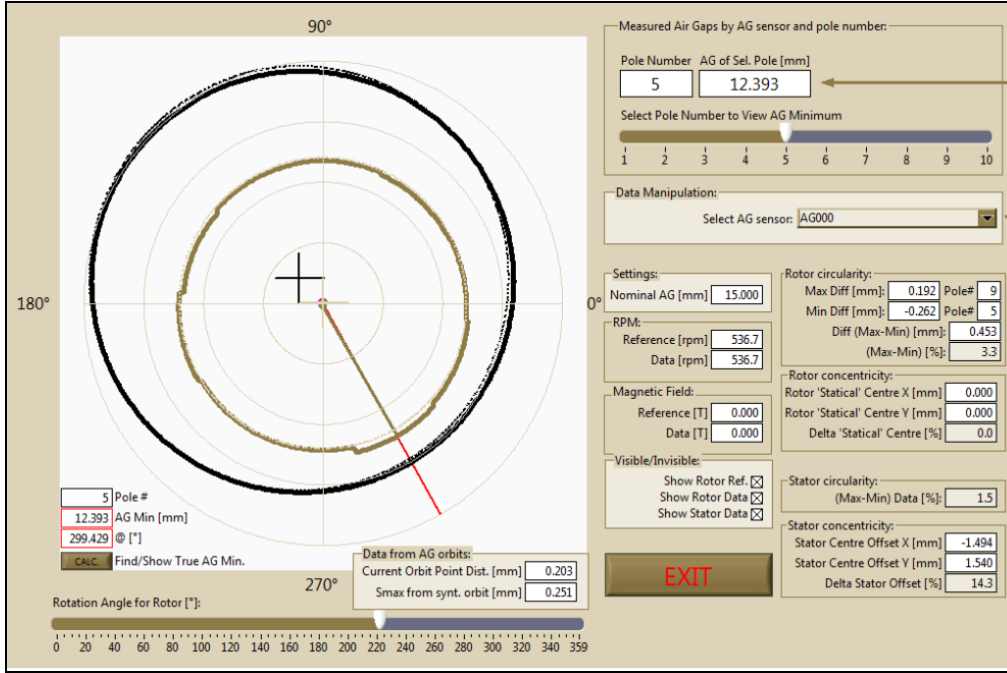 90°
180°
0°
270°
5 Pole #
12.393 AG Min [mm]
299.429 @ [°]
CALC. Find/Show True AG Min.
Data from AG orbits:
Current Orbit Point Dist. [mm] 0.203
Smax from synt. orbit [mm] 0.251
Rotation Angle for Rotor [°]:
0 20 40 60 80 100 120 140 160 180 200 220 240 260 280 300 320 340 359
Measured Air Gaps by AG sensor and pole number:
Pole Number AG of Sel. Pole [mm]
5 12.393
Select Pole Number to View AG Minimum
1 2 3 4 5 6 7 8 9 10
Data Manipulation:
Select AG sensor: AG000
Settings:
Nominal AG [mm] 15.000
RPM:
Reference [rpm] 536.7
Data [rpm] 536.7
Magnetic Field:
Reference [T] 0.000
Data [T] 0.000
Visible/Invisible:
Show Rotor Ref.
Show Rotor Data
Show Stator Data
EXIT
Rotor circularity:
Max Diff [mm]: 0.192 Pole# 9
Min Diff [mm]: -0.262 Pole# 5
Diff (Max-Min) [mm]: 0.453
(Max-Min) [%]: 3.3
Rotor concentricity:
Rotor 'Statical' Centre X [mm] 0.000
Rotor 'Statical' Centre Y [mm] 0.000
Delta 'Statical' Centre [%] 0.0
Stator circularity:
(Max-Min) Data [%]: 1.5
Stator concentricity:
Stator Centre Offset X [mm] -1.494
Stator Centre Offset Y [mm] 1.540
Delta Stator Offset [%] 14.3